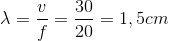 λ = v/f = 30/20 = 1,5cm